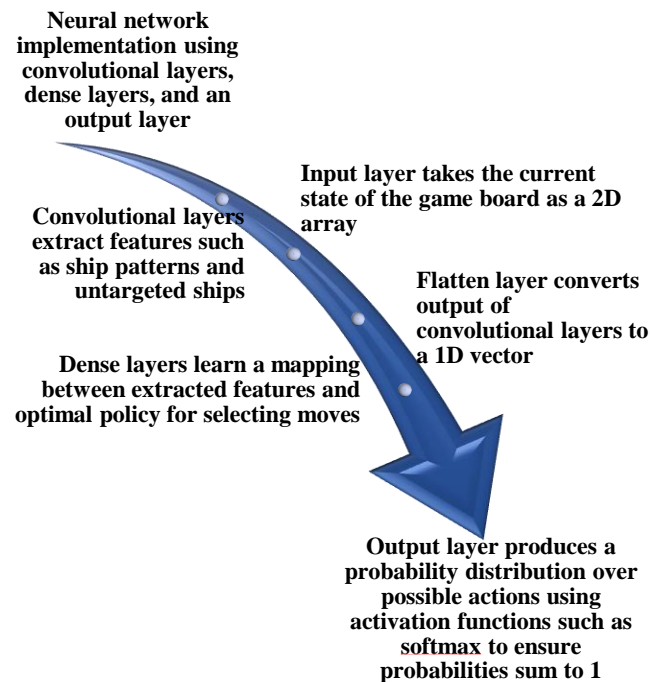 Neural network
implementation using
convolutional layers,
dense layers, and an
output layer
Input layer takes the current
state of the game board as a 2D
array
Convolutional layers
extract features such
as ship patterns and
untargeted ships
Flatten layer converts
output of
convolutional layers to
a 1D vector
Dense layers learn a mapping
between extracted features and
optimal policy for selecting moves
Output layer produces a
probability distribution over
possible actions using
activation functions such as
softmax to ensure
probabilities sum to 1